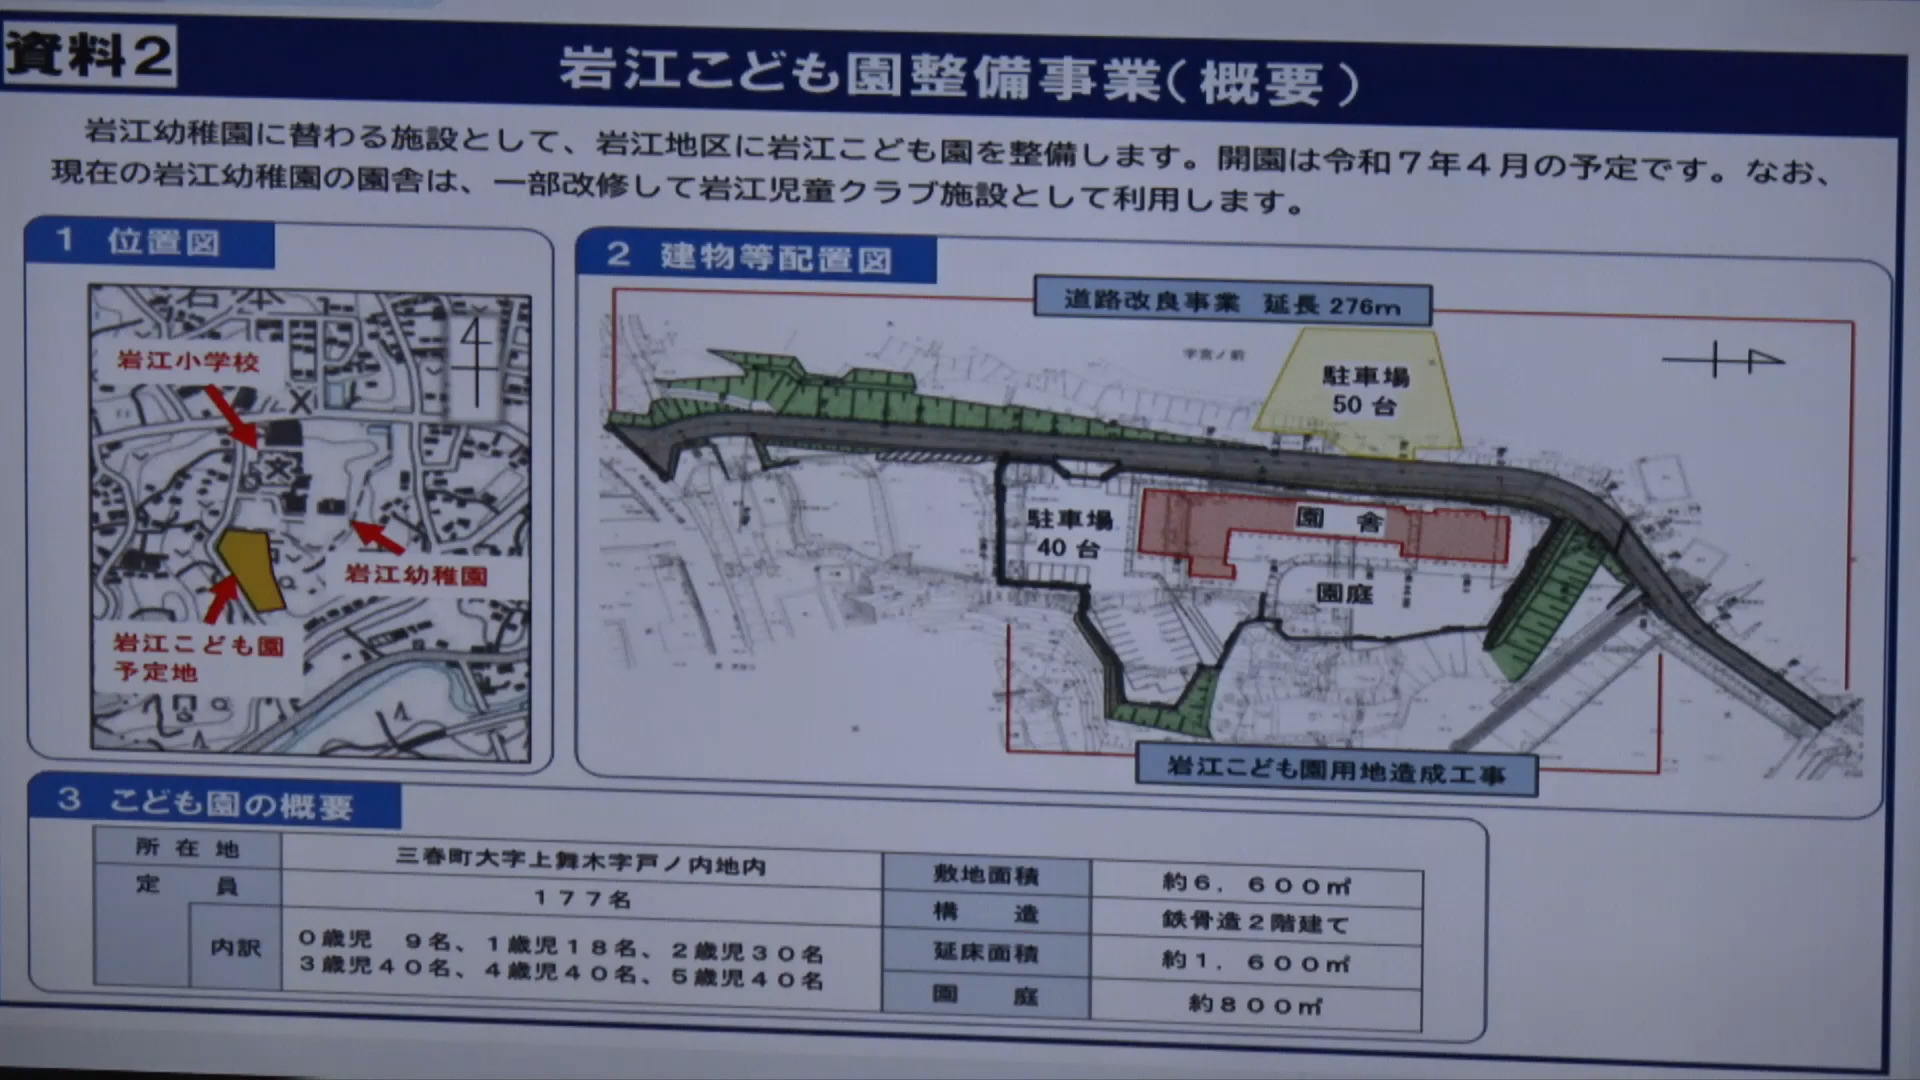 資料2
岩江こども園整備事業（概要）
岩江幼稚園に替わる施設として、岩江地区に岩江こども園を整備します。開園は令和７年４月の予定です。なお、
現在の岩江幼稚園の園舎は、一部改修して岩江児童クラブ施設として利用します。
1 位置図
岩江小学校
岩江幼稚園
岩江こども園
予定地
2 建物等配置図
道路改良事業 延長276m
字宮ノ前
駐車場
50台
駐車場
40台
園舎
園庭
岩江こども園用地造成工事
3 こども園の概要
所在地 三春町大字上舞木字戸ノ内地内
定員 １７７名
内訳 ０歳児 ９名、１歳児１８名、２歳児３０名
３歳児４０名、４歳児４０名、５歳児４０名
敷地面積 約６．６００㎡
構造 鉄骨造２階建て
延床面積 約１．６００㎡
園庭 約８００㎡